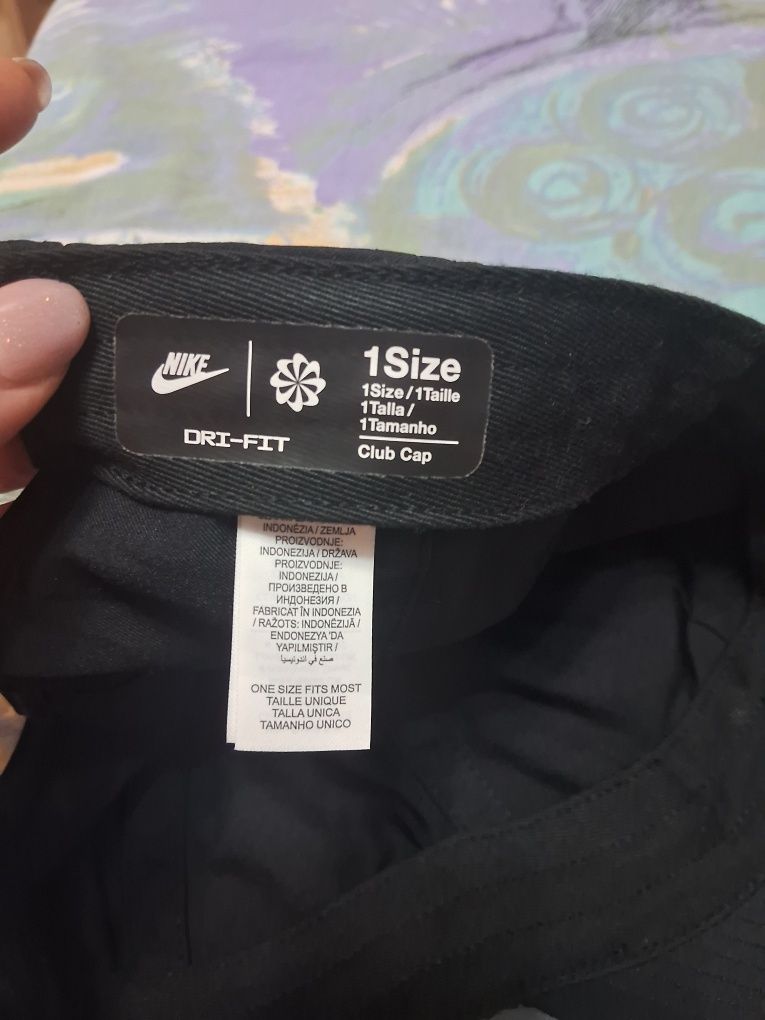 NIKE
DRI-FIT
1Size
1Size/1Taille
1Talla/
1Tamanho
Club Cap
INDONÉZIA / ZEMLJA
PROIZVODNJE:
INDONEZIJA / DRŽAVA
PROIZVODNJE:
INDONEZIJA /
ПРОИЗВЕДЕНО В
ИНДОНЕЗИЯ /
FABRICAT ÎN INDONEZIA
/ RAŽOTS: INDONĒZIJĀ /
ENDONEZYA'DA
YAPILMIŞTIR /
صنع في اندونيسيا
ONE SIZE FITS MOST
TAILLE UNIQUE
TALLA UNICA
TAMANHO UNICO